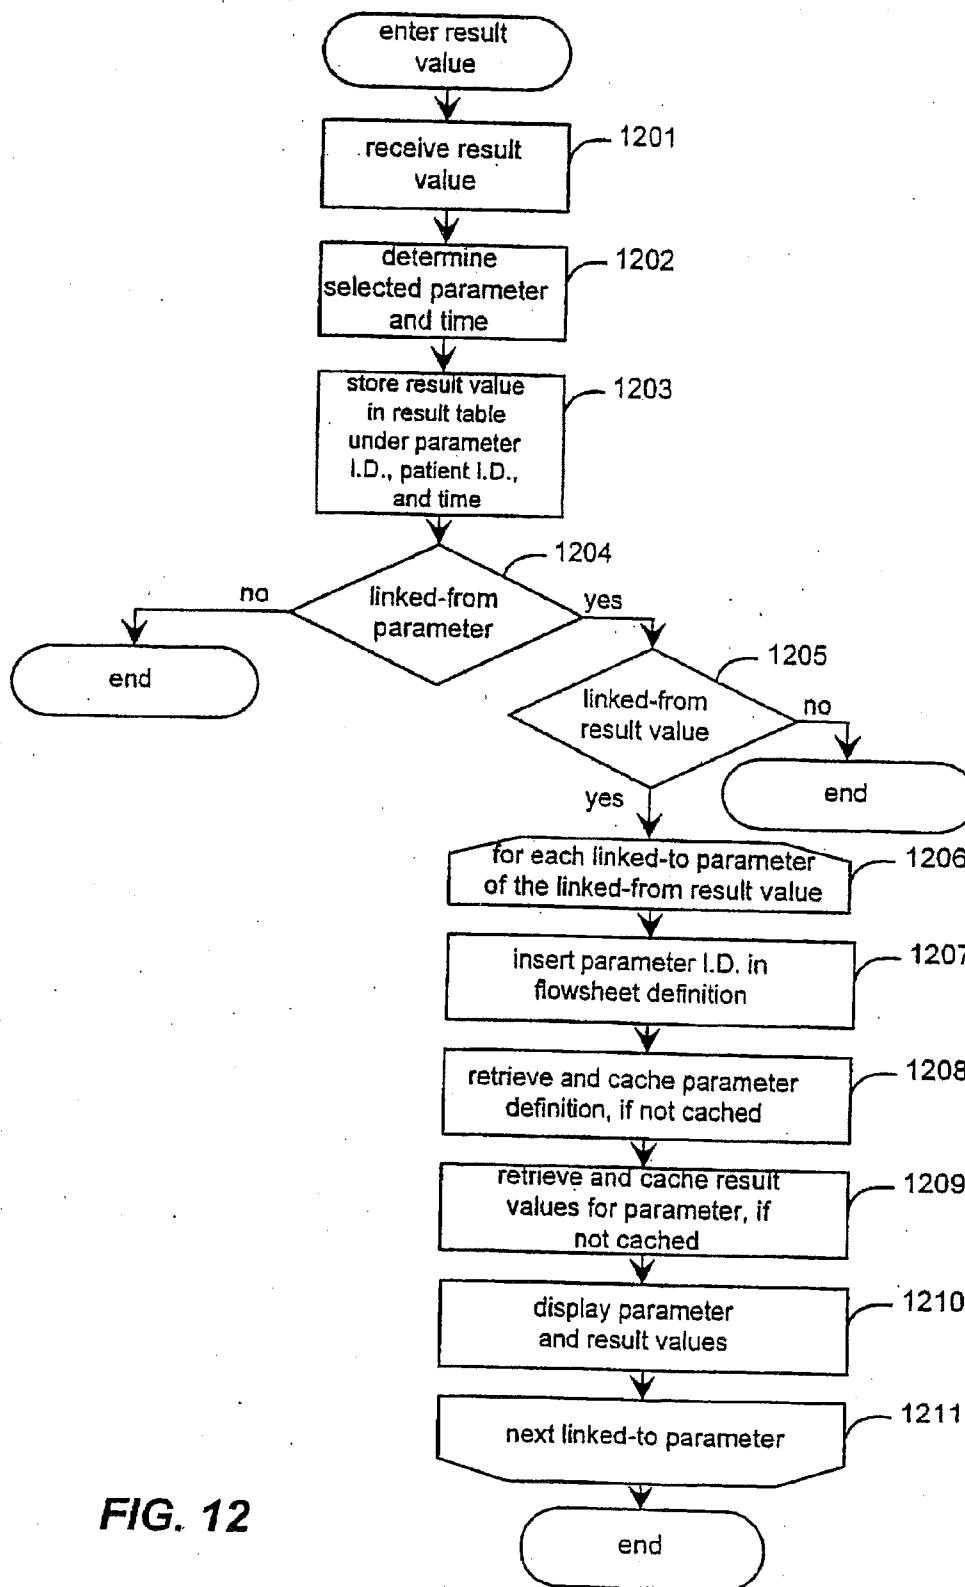 enter result
value
receive result
value
1201
determine
selected parameter
and time
1202
store result value
in result table
under parameter
I.D., patient I.D.,
and time
1203
linked-from
parameter
1204
no
yes
end
linked-from
result value
1205
no
yes
end
for each linked-to parameter
of the linked-from result value
1206
insert parameter I.D. in
flowsheet definition
1207
retrieve and cache parameter
definition, if not cached
1208
retrieve and cache result
values for parameter, if
not cached
1209
display parameter
and result values
1210
next linked-to parameter
1211
end
FIG. 12